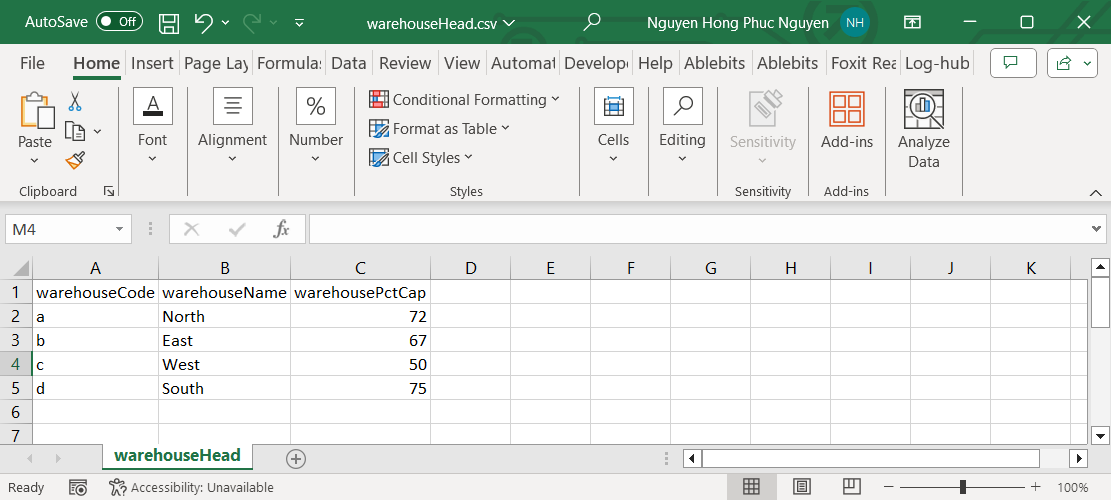 AutoSave Off warehouseHead.csv Nguyen Hong Phuc Nguyen NH
File Home Insert Page Lay Formula: Data Review View Automat Develop Help Ablebits Ablebits Foxit Rea Log-hub
Paste Font Alignment Number Conditional Formatting Format as Table Cell Styles Cells Editing Sensitivity Add-ins Analyze Data
A % 
Clipboard Styles Sensitivity Add-ins
M4 fx
A B C D E F G H I J K
1 warehouseCode warehouseName warehousePctCap
2 a North 72
3 b East 67
4 c West 50
5 d South 75
6
7
warehouseHead
Ready Accessibility: Unavailable 100%